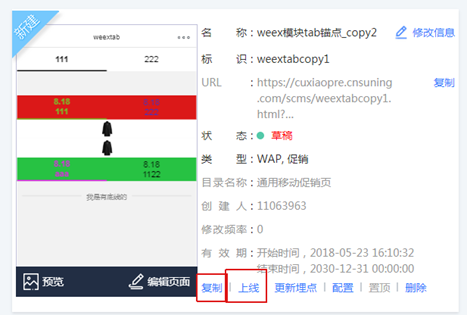 新建
weextab
111 222
8.18
111
8.18
8.18
1122
我是有底线的
预览 编辑页面
名 称：weex模块tab锚点_copy2 修改信息
标 识：weextabcopy1
URL ：https://cuxiaopre.cnsuning 复制
.com/scms/weextabcopy1.
html?...
状 态：草稿
类 型：WAP, 促销
目录名称：通用移动促销页
创 建 人：11063963
修改频率：0
有 效 期：开始时间，2018-05-23 16:10:32
结束时间，2030-12-31 00:00:00
复制 | 上线 | 更新埋点 | 配置 | 置顶 | 删除